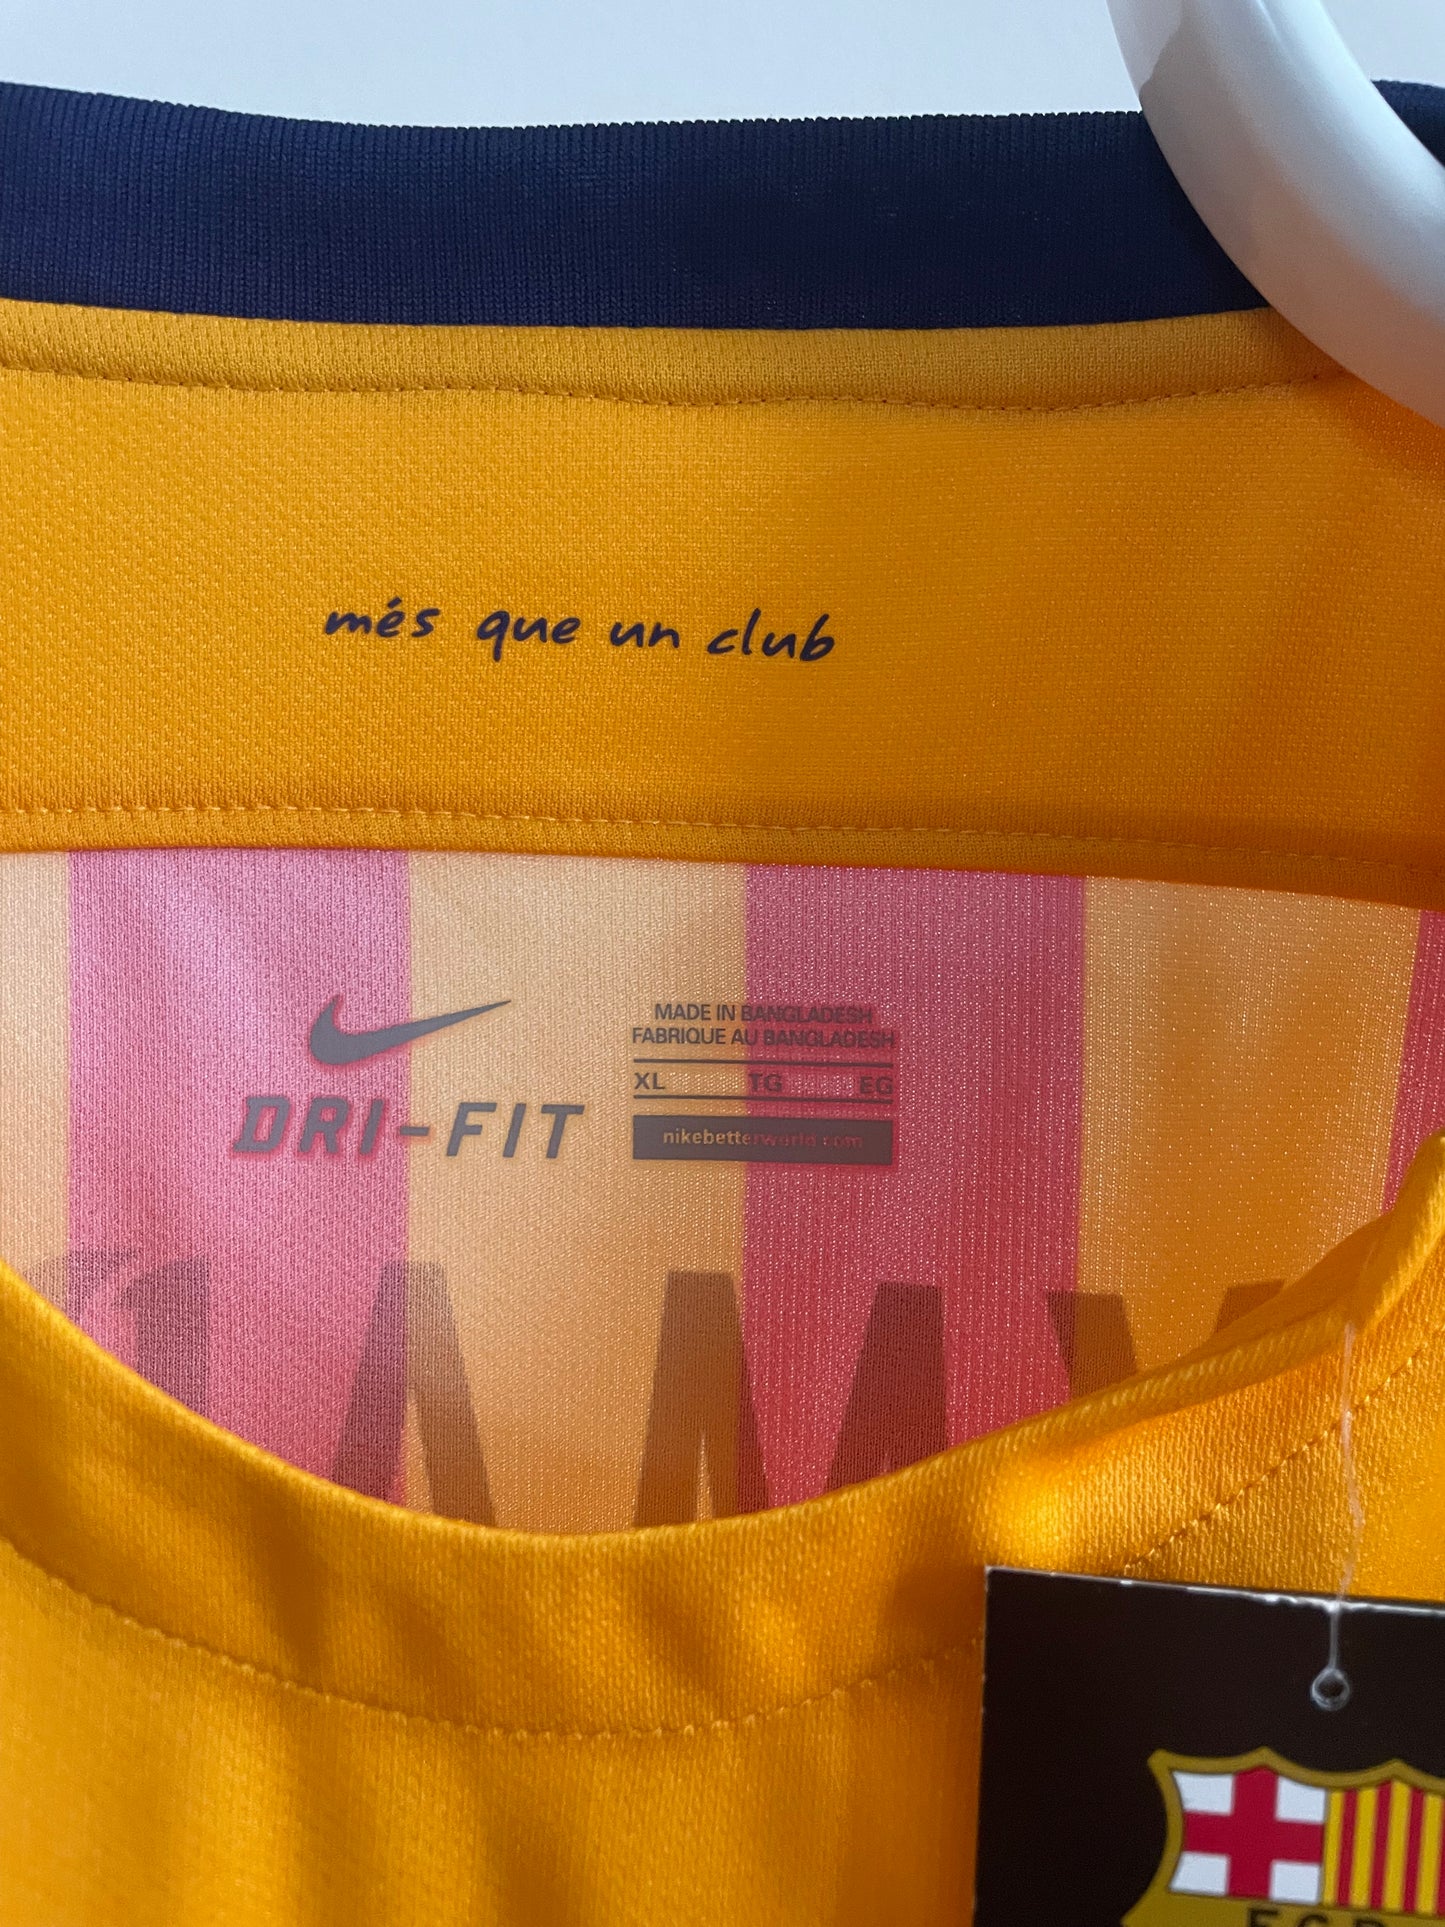 més que un club
DRI-FIT
MADE IN BANGLADESH
FABRIQUE AU BANGLADESH
XL TG EG
nikebetterworld.com